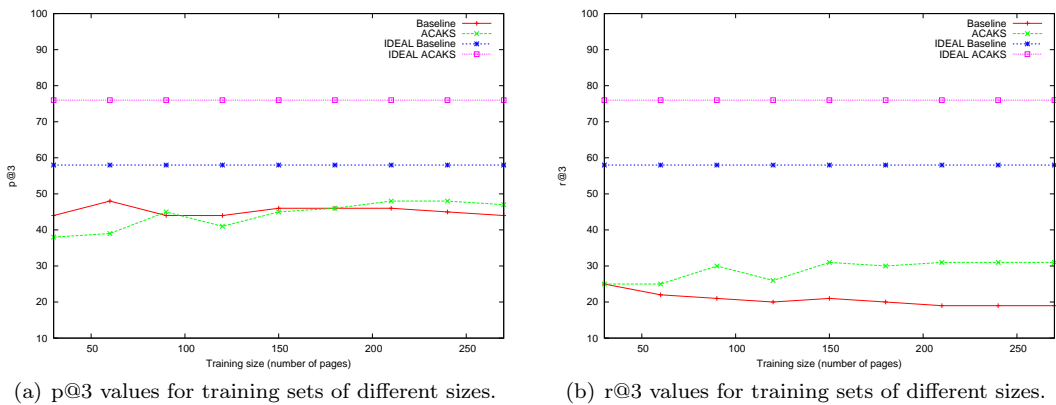 100
90
80
70
60
50
40
30
20
10
p@3
50
100
150
200
250
Training size (number of pages)
Baseline
ACAKS
IDEAL Baseline
IDEAL ACAKS
(a) p@3 values for training sets of different sizes.
100
90
80
70
60
50
40
30
20
10
r@3
50
100
150
200
250
Training size (number of pages)
Baseline
ACAKS
IDEAL Baseline
IDEAL ACAKS
(b) r@3 values for training sets of different sizes.